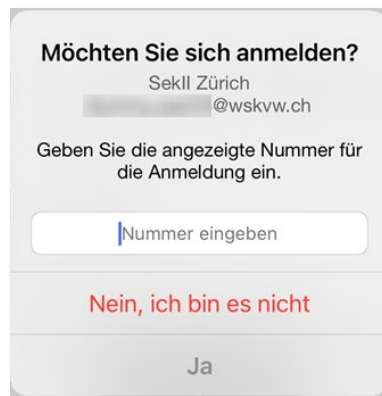 Möchten Sie sich anmelden?
SekII Zürich
@wskvw.ch
Geben Sie die angezeigte Nummer für
die Anmeldung ein.
Nummer eingeben
Nein, ich bin es nicht
Ja